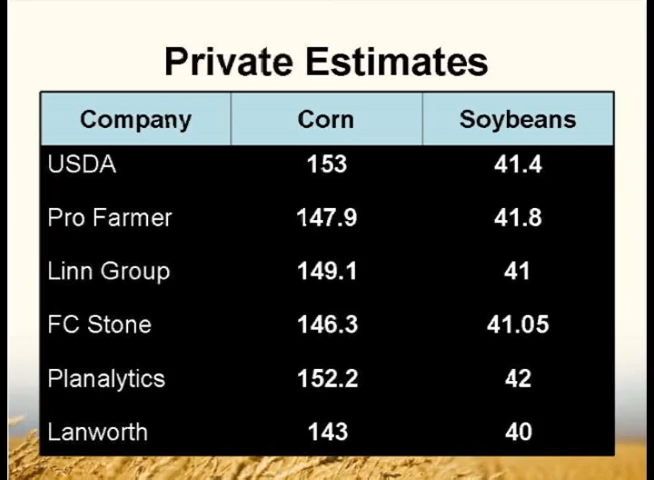 Private Estimates
Company Corn Soybeans
USDA 153 41.4
Pro Farmer 147.9 41.8
Linn Group 149.1 41
FC Stone 146.3 41.05
Planalytics 152.2 42
Lanworth 143 40